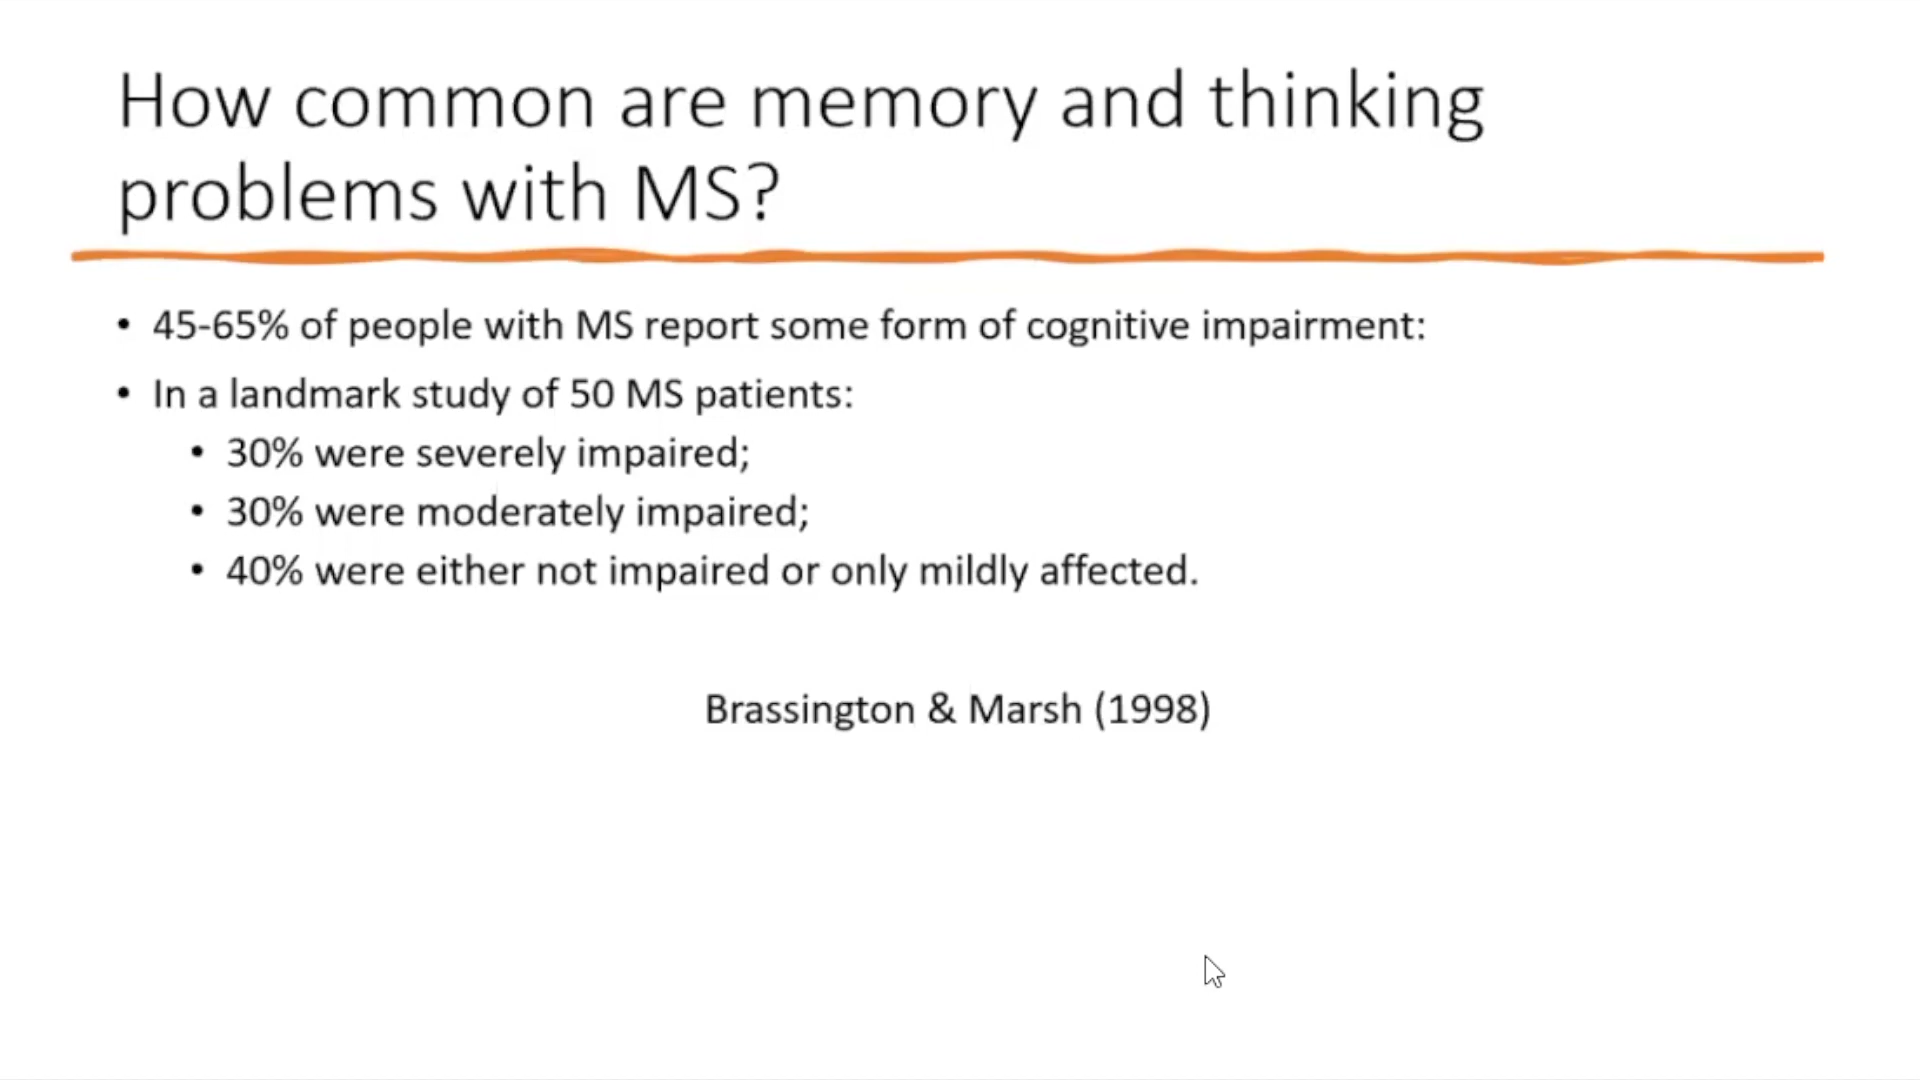 How common are memory and thinking
problems with MS?
• 45-65% of people with MS report some form of cognitive impairment:
• In a landmark study of 50 MS patients:
• 30% were severely impaired;
• 30% were moderately impaired;
• 40% were either not impaired or only mildly affected.
Brassington & Marsh (1998)